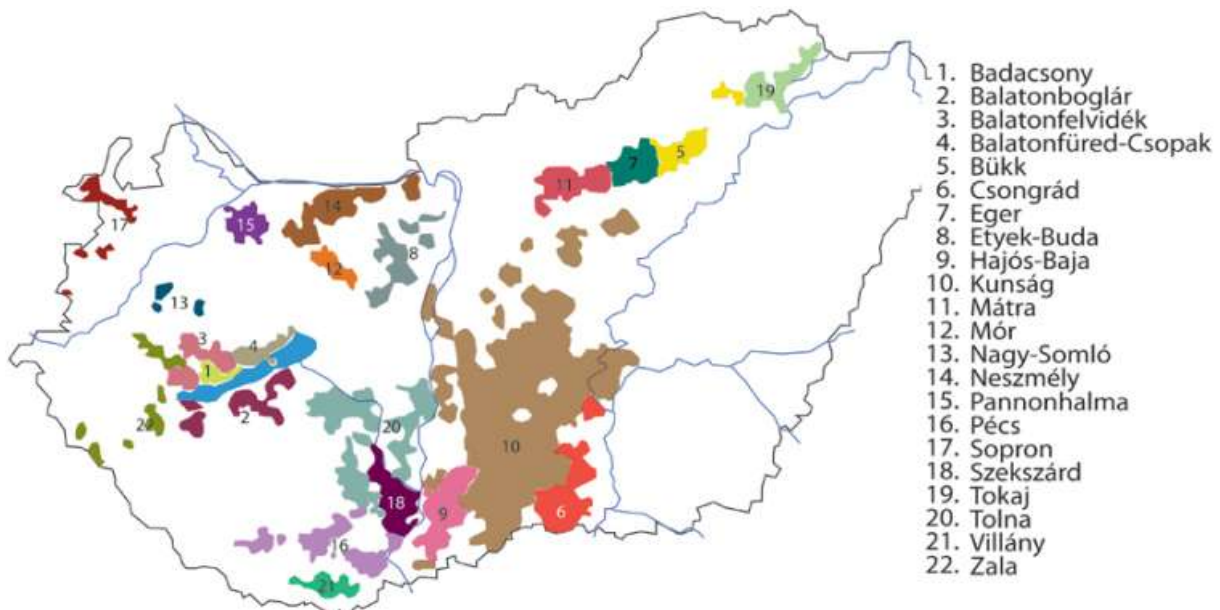 1. Badacsony
2. Balatonboglár
3. Balatonfelvidék
4. Balatonfüred-Csopak
5. Bükk
6. Csongrád
7. Eger
8. Etyek-Buda
9. Hajós-Baja
10. Kunság
11. Mátra
12. Mór
13. Nagy-Somló
14. Neszmély
15. Pannonhalma
16. Pécs
17. Sopron
18. Szekszárd
19. Tokaj
20. Tolna
21. Villány
22. Zala
19
5
7
11
14
17
15
8
12
13
3
4
1
2
22
20
10
18
9
6
16
21